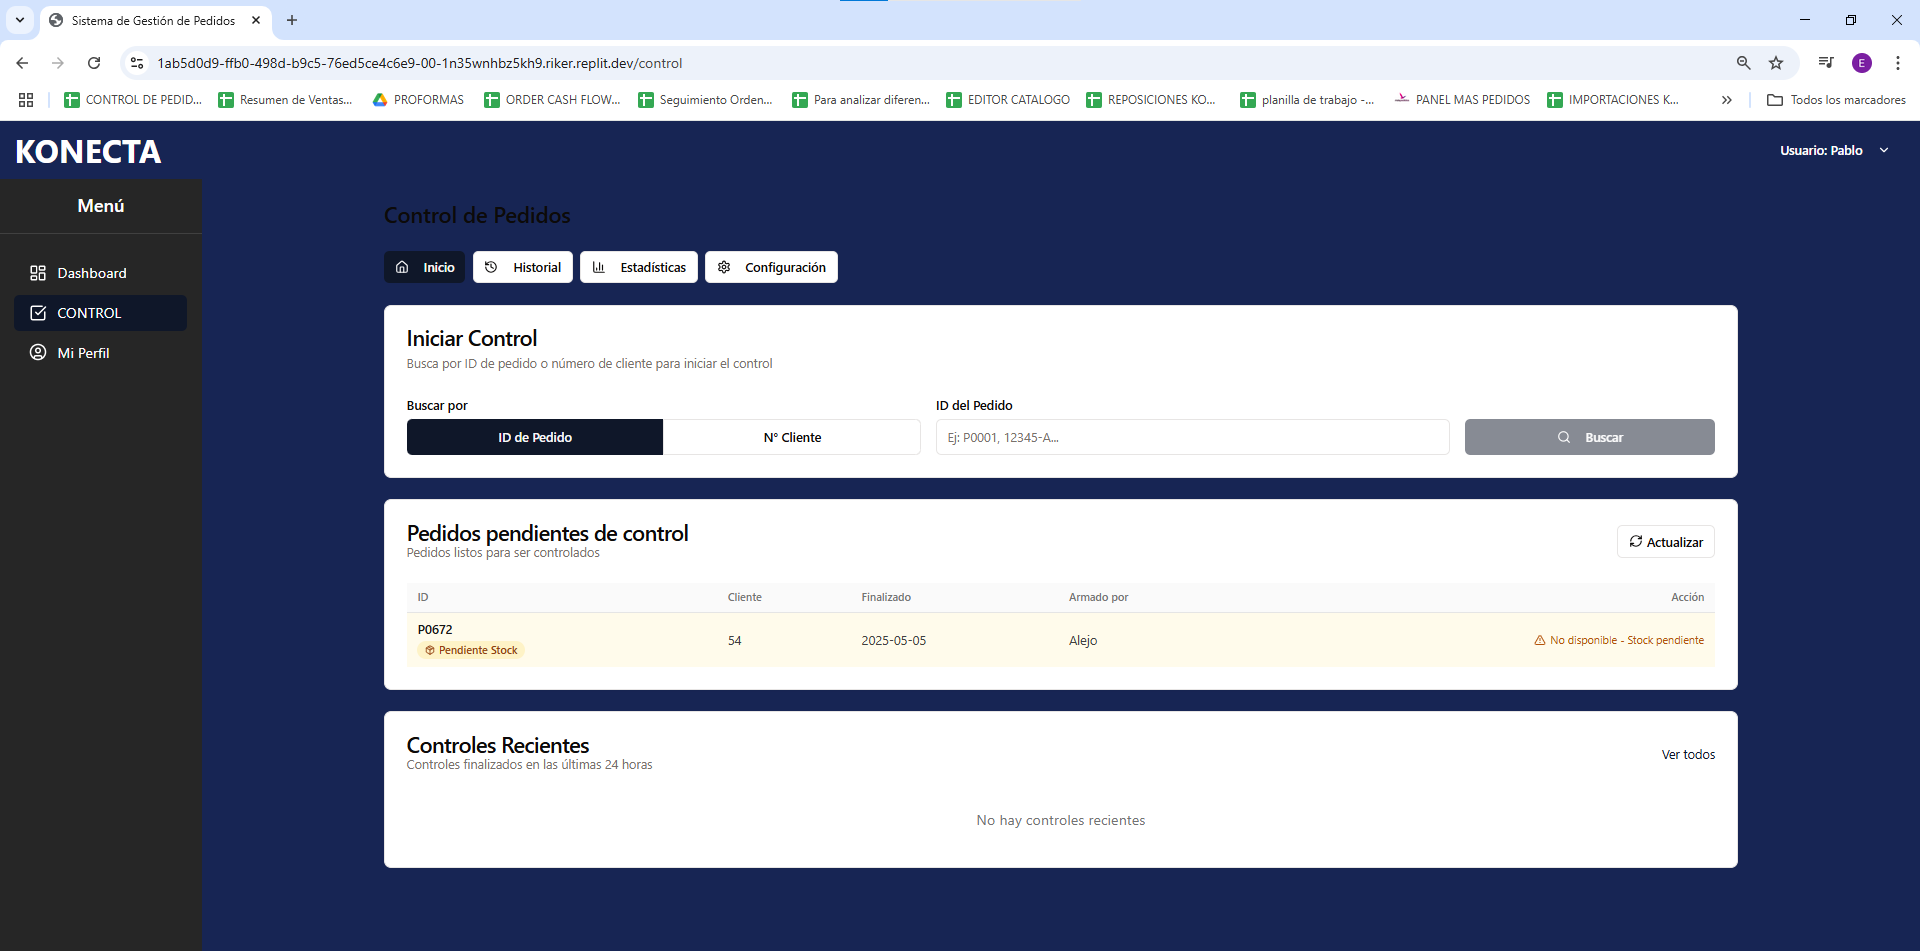 Sistema de Gestión de Pedidos
1ab5d0d9-ffb0-498d-b9c5-76ed5ce4c6e9-00-1n35wnhbz5kh9.riker.replit.dev/control
E
CONTROL DE PEDID...
Resumen de Ventas...
PROFORMAS
ORDER CASH FLOW...
Seguimiento Orden...
Para analizar diferen...
EDITOR CATALOGO
REPOSICIONES KO...
planilla de trabajo -...
PANEL MAS PEDIDOS
IMPORTACIONES K...
Todos los marcadores
KONECTA
Usuario: Pablo
Menú
Dashboard
CONTROL
Mi Perfil
Control de Pedidos
Inicio
Historial
Estadísticas
Configuración
Iniciar Control
Busca por ID de pedido o número de cliente para iniciar el control
Buscar por
ID del Pedido
ID de Pedido
N° Cliente
Ej: P0001, 12345-A...
Buscar
Pedidos pendientes de control
Pedidos listos para ser controlados
Actualizar
ID Cliente Finalizado Armado por Acción
P0672
Pendiente Stock
54 2025-05-05 Alejo No disponible - Stock pendiente
Controles Recientes
Controles finalizados en las últimas 24 horas
Ver todos
No hay controles recientes